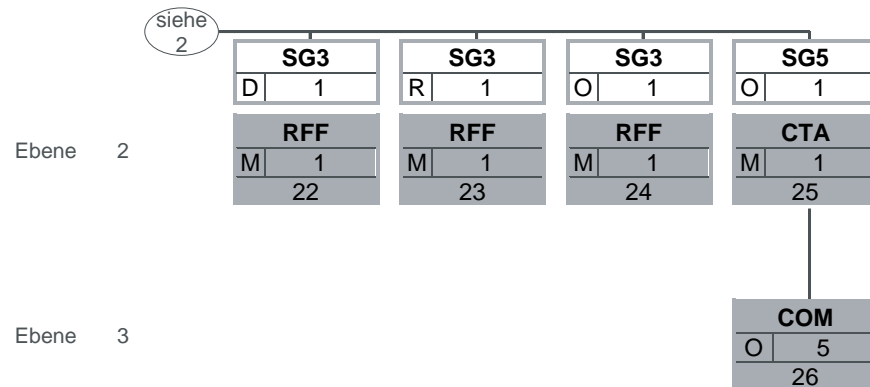 siehe
2
SG3 SG3 SG3 SG5
D 1 R 1 O 1 O 1
RFF RFF RFF CTA
Ebene 2 M 1 M 1 M 1 M 1
22 23 24 25
COM
Ebene 3 O 5
26